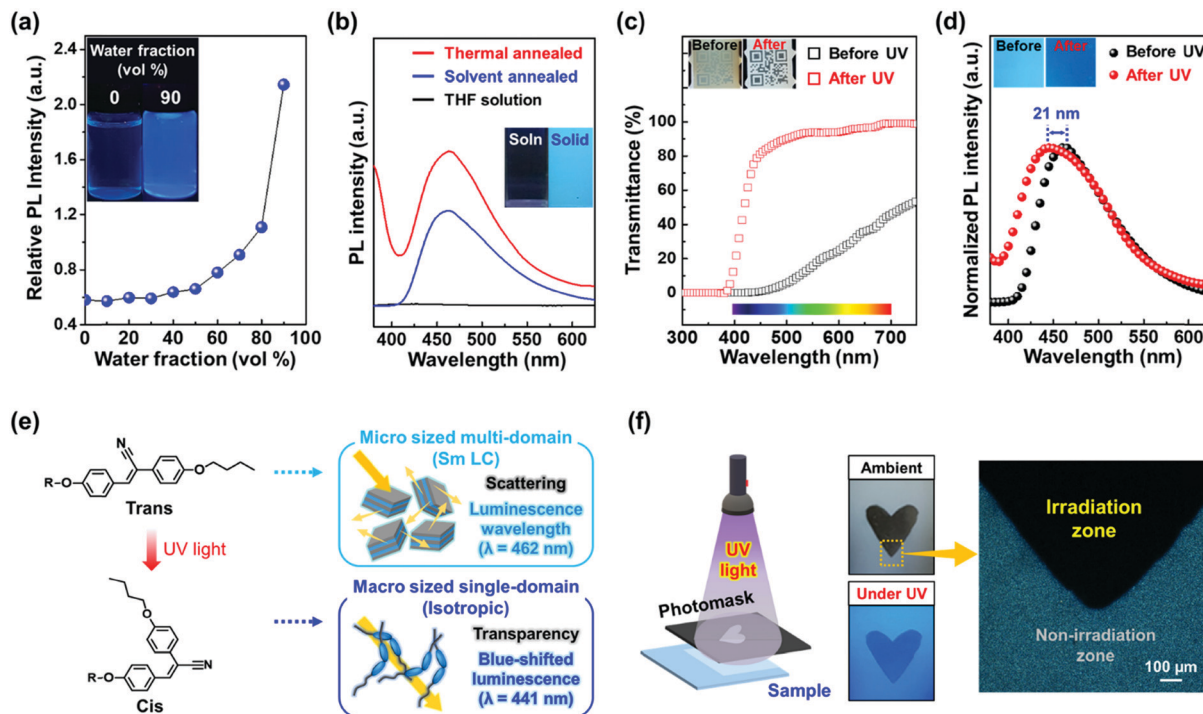 (a)
2.4
2.0
1.6
1.2
0.8
0.4
Relative PL Intensity (a.u.)
Water fraction
(vol %)
0 90
0 20 40 60 80 100
Water fraction (vol %)
(b)
PL intensity (a.u.)
Thermal annealed
Solvent annealed
THF solution
Soln Solid
400 450 500 550 600
Wavelength (nm)
(c)
Transmittance (%)
100
80
60
40
20
0
Before After
Before UV
After UV
300 400 500 600 700
Wavelength (nm)
(d)
Normalized PL intensity (a.u.)
Before After
Before UV
After UV
21 nm
400 450 500 550 600
Wavelength (nm)
(e)
N
R-O
O
Trans
UV light
O
N
R-O
Cis
Micro sized multi-domain
(Sm LC)
Scattering
Luminescence
wavelength
(λ = 462 nm)
Macro sized single-domain
(Isotropic)
Transparency
Blue-shifted
luminescence
(λ = 441 nm)
(f)
UV
light
Photomask
Sample
Ambient
Under UV
Irradiation
zone
Non-irradiation
zone
100 µm